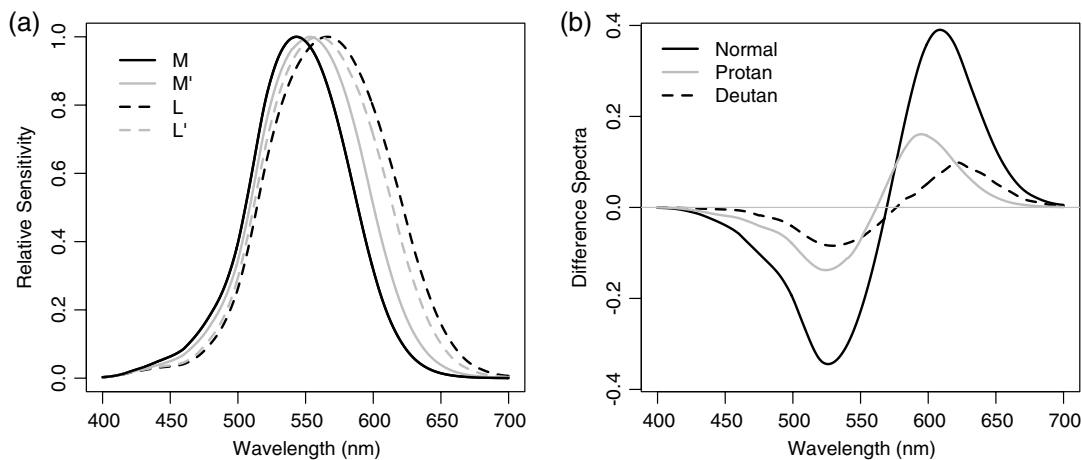 (a)
M
M'
L
L'
Relative Sensitivity
1.0
0.8
0.6
0.4
0.2
0.0
400 450 500 550 600 650 700
Wavelength (nm)
(b)
Normal
Protan
Deutan
Difference Spectra
0.4
0.2
0.0
-0.2
-0.4
400 450 500 550 600 650 700
Wavelength (nm)